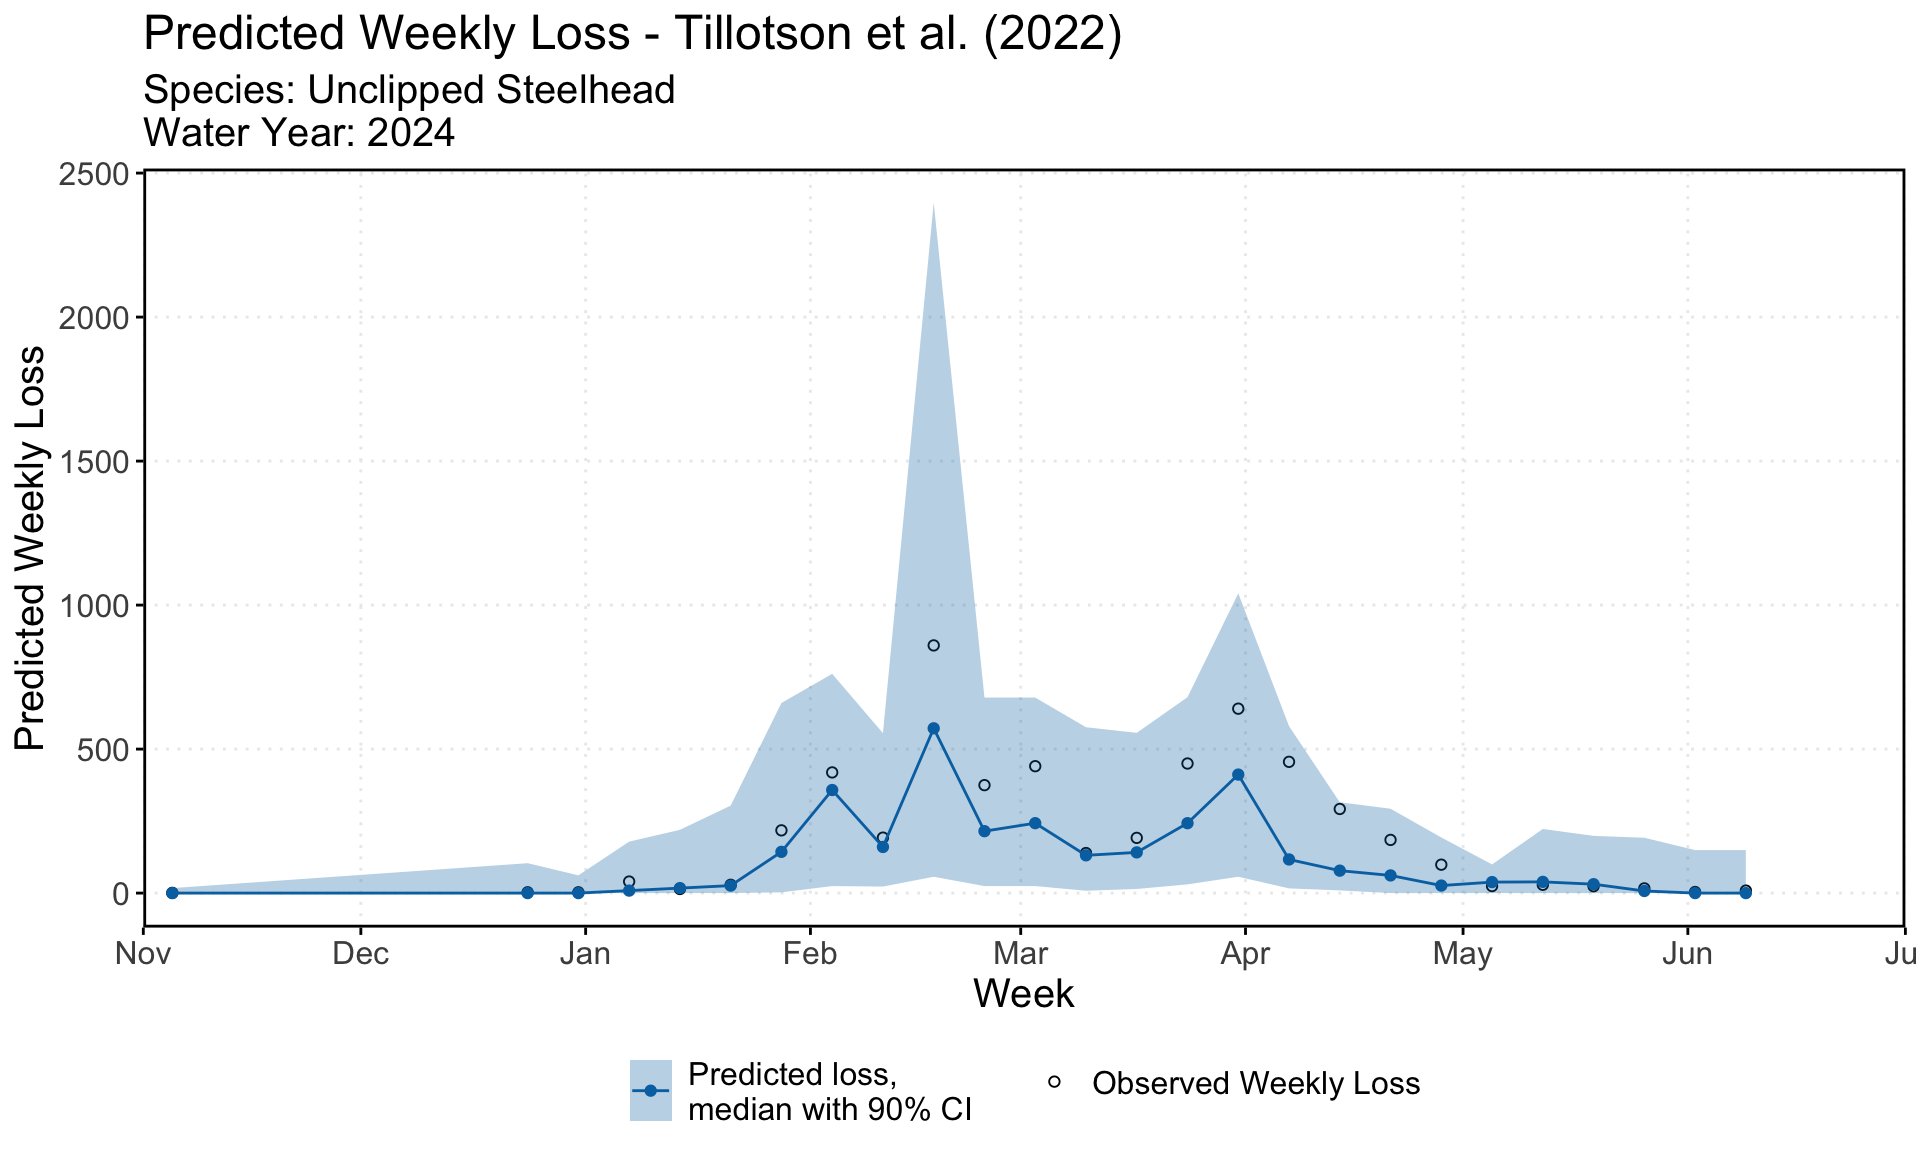 Predicted Weekly Loss - Tillotson et al. (2022)
Species: Unclipped Steelhead
Water Year: 2024
Predicted Weekly Loss
2500
2000
1500
1000
500
0
Nov Dec Jan Feb Mar Apr May Jun Ju
Week
Predicted loss,
median with 90% CI
Observed Weekly Loss